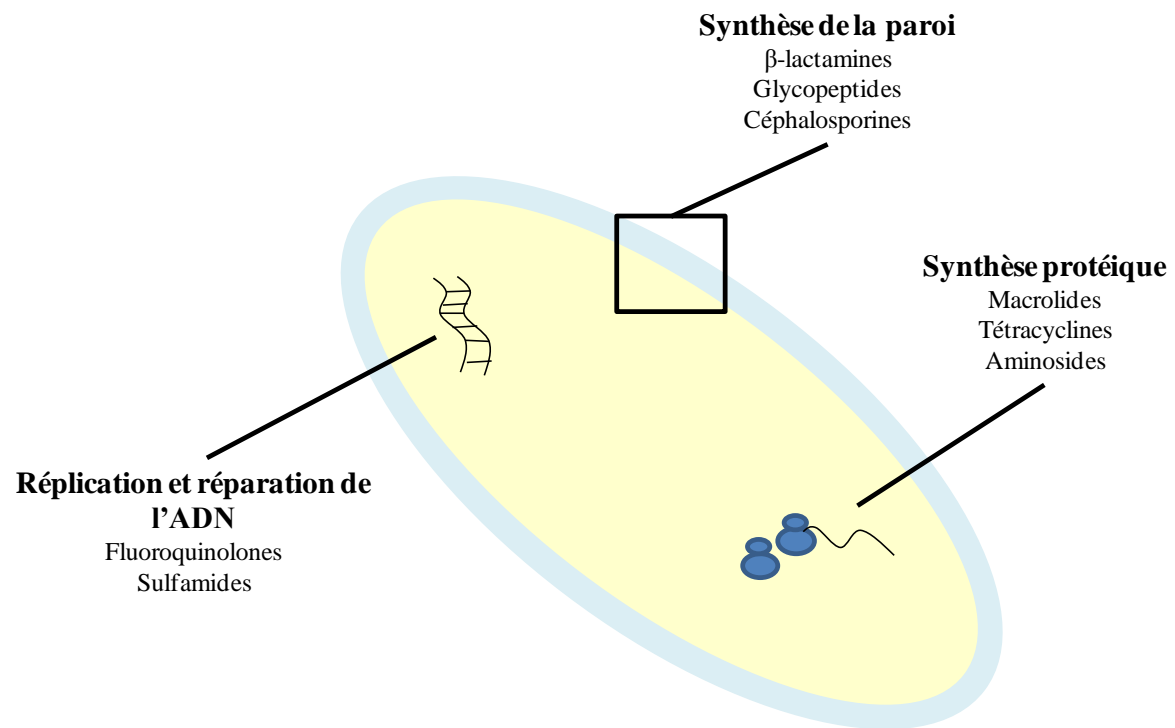 Synthèse de la paroi
β-lactamines
Glycopeptides
Céphalosporines
Synthèse protéique
Macrolides
Tétracyclines
Aminosides
Réplication et réparation de
l’ADN
Fluoroquinolones
Sulfamides